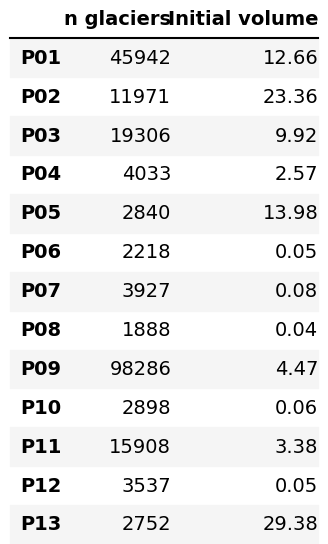 n glaciers Initial volume
P01 45942 12.66
P02 11971 23.36
P03 19306 9.92
P04 4033 2.57
P05 2840 13.98
P06 2218 0.05
P07 3927 0.08
P08 1888 0.04
P09 98286 4.47
P10 2898 0.06
P11 15908 3.38
P12 3537 0.05
P13 2752 29.38